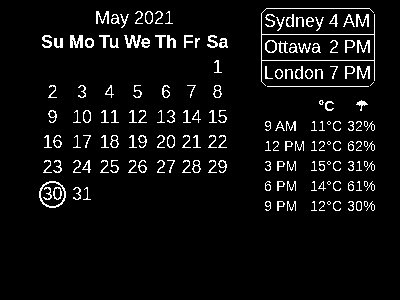 May 2021
Su Mo Tu We Th Fr Sa
1
2 3 4 5 6 7 8
9 10 11 12 13 14 15
16 17 18 19 20 21 22
23 24 25 26 27 28 29
30 31
Sydney 4 AM
Ottawa 2 PM
London 7 PM
°C ☂
9 AM 11°C 32%
12 PM 12°C 62%
3 PM 15°C 31%
6 PM 14°C 61%
9 PM 12°C 30%